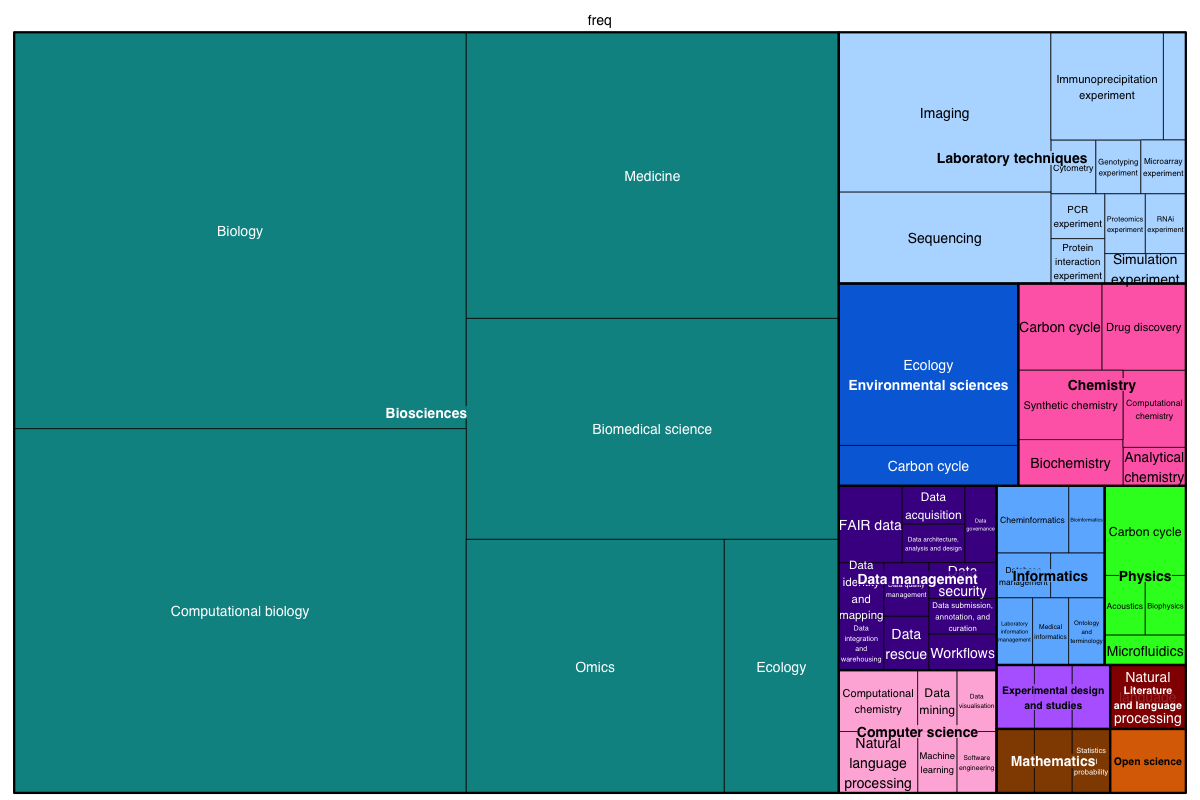 freq
Biology
Computational biology
Biosciences
Medicine
Biomedical science
Omics
Ecology
Imaging
Sequencing
Laboratory techniques
Immunoprecipitation
experiment
Cytometry
Genotyping
experiment
Microarray
experiment
PCR
experiment
Proteomics
experiment
RNAi
experiment
Protein
interaction
experiment
Simulation
experiment
Ecology
Environmental sciences
Carbon cycle
Carbon cycle
Drug discovery
Chemistry
Synthetic chemistry
Computational
chemistry
Biochemistry
Analytical
chemistry
FAIR data
Data
acquisition
Data
governance
Data architecture,
analysis and design
Data
identity
and
mapping
Data management
Data quality
management
Data
security
Data submission,
annotation, and
curation
Data
integration
and
warehousing
Data
rescue
Workflows
Cheminformatics
Bioinformatics
Database
management
Informatics
Laboratory
information
management
Medical
informatics
Ontology
and
terminology
Carbon cycle
Physics
Acoustics
Biophysics
Microfluidics
Computational
chemistry
Data
mining
Data
visualisation
Computer science
Natural
language
processing
Machine
learning
Software
engineering
Experimental design
and studies
Natural
Literature
and language
processing
Mathematics
Statistics
probability
Open science